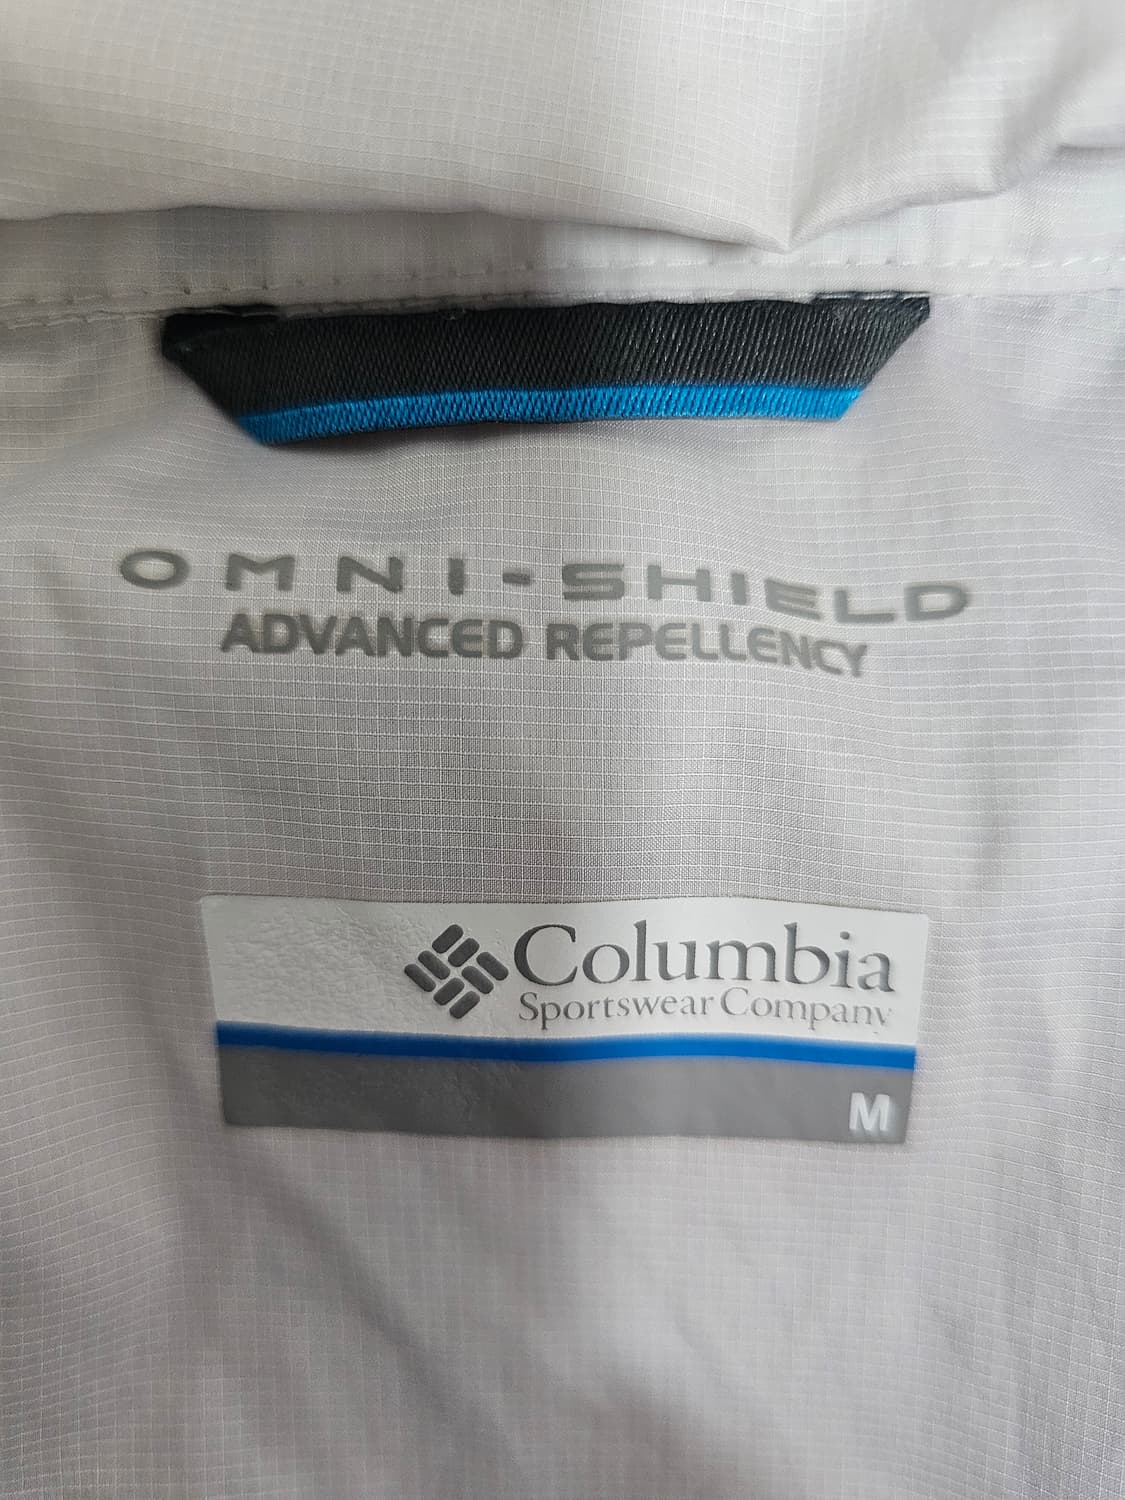 OMNI-SHIELD
ADVANCED REPELLENCY
Columbia
Sportswear Company
M